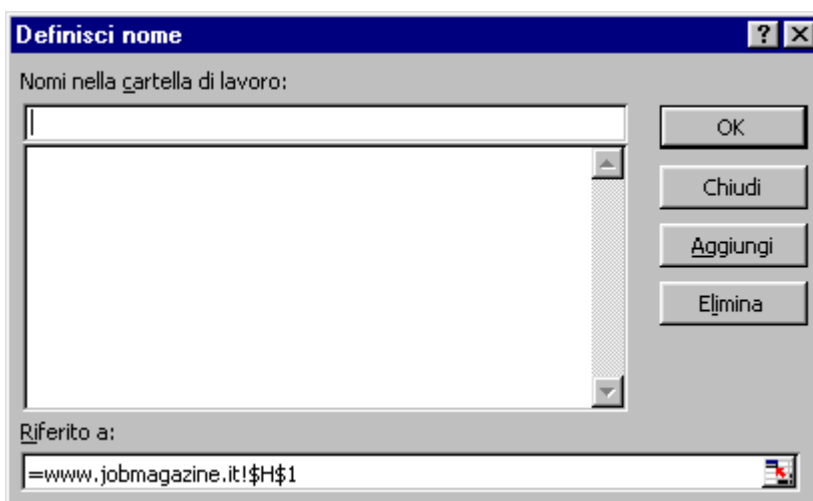 Definisci nome
Nomi nella cartella di lavoro:
OK
Chiudi
Aggiungi
Elimina
Riferito a:
=www.jobmagazine.it!$H$1